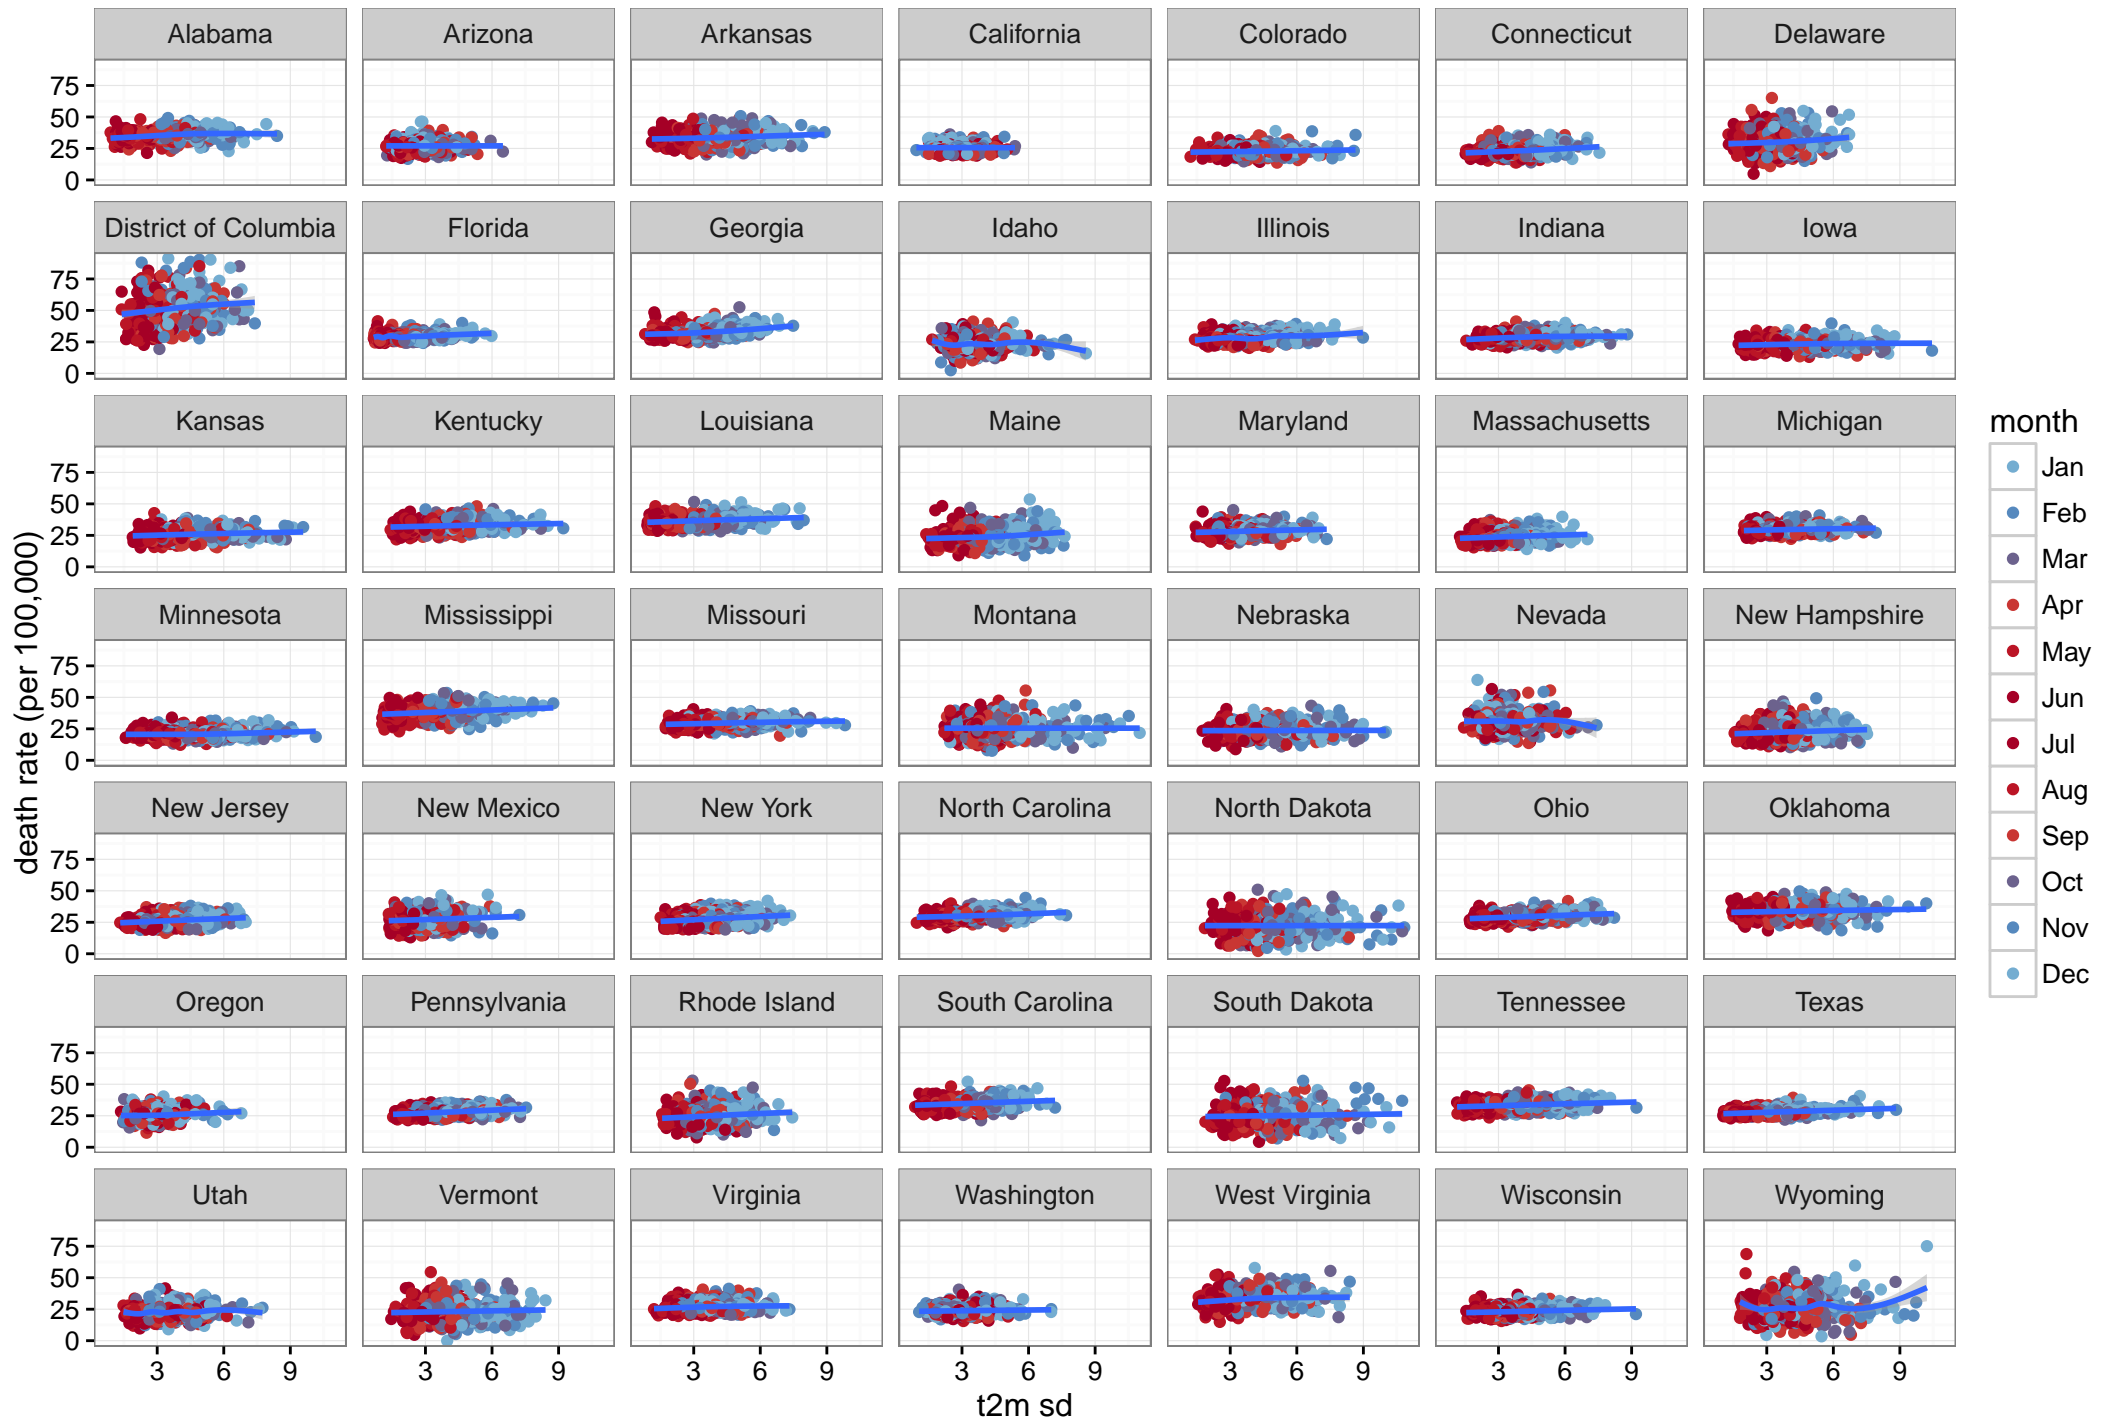 Alabama Arizona Arkansas California Colorado Connecticut Delaware
75
50
25
0
District of Columbia Florida Georgia Idaho Illinois Indiana Iowa
75
50
25
0
Kansas Kentucky Louisiana Maine Maryland Massachusetts Michigan
75
50
25
0
Minnesota Mississippi Missouri Montana Nebraska Nevada New Hampshire
75
50
25
0
New Jersey New Mexico New York North Carolina North Dakota Ohio Oklahoma
75
50
25
0
Oregon Pennsylvania Rhode Island South Carolina South Dakota Tennessee Texas
75
50
25
0
Utah Vermont Virginia Washington West Virginia Wisconsin Wyoming
75
50
25
0
3 6 9 3 6 9 3 6 9 3 6 9 3 6 9 3 6 9 3 6 9
t2m sd
death rate (per 100,000)
month
Jan
Feb
Mar
Apr
May
Jun
Jul
Aug
Sep
Oct
Nov
Dec